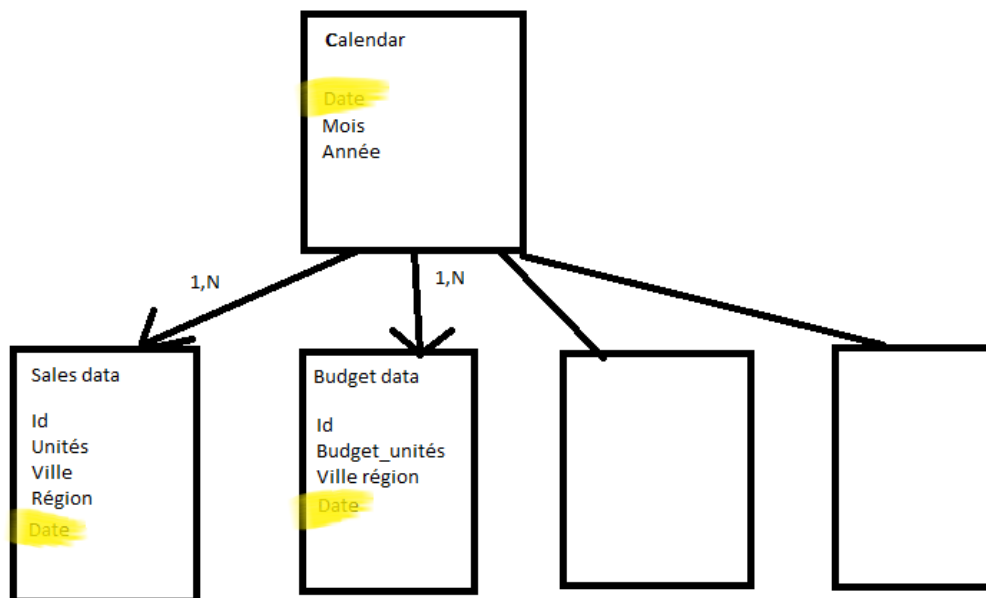 Calendar
Date
Mois
Année
1,N
1,N
Sales data
Id
Unités
Ville
Région
Date
Budget data
Id
Budget_unités
Ville région
Date